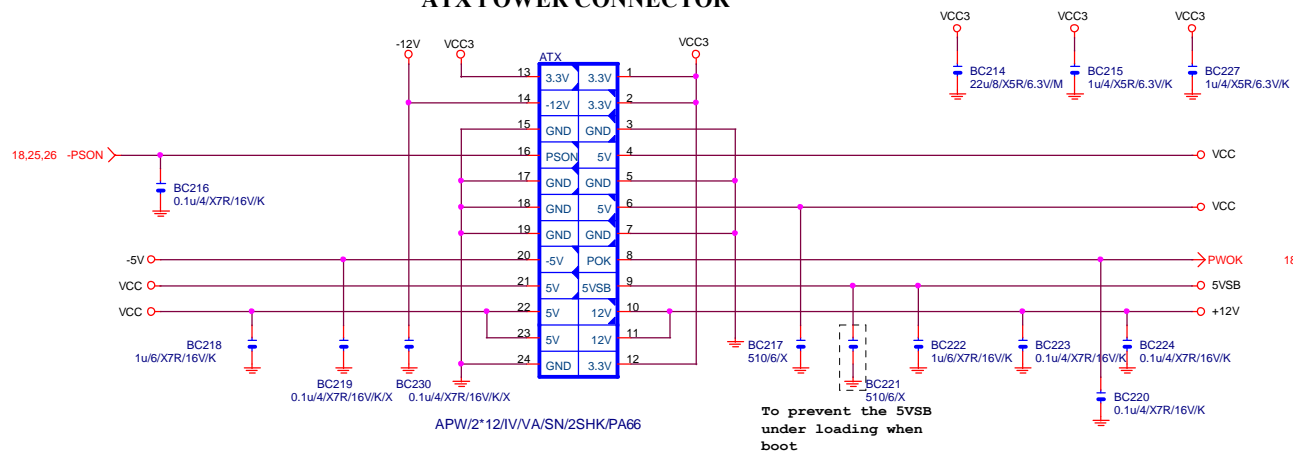 ATX POWER CONNECTOR
VCC3 VCC3 VCC3
-12V VCC3 VCC3
ATX
BC214
22u/8/X5R/6.3V/M
BC215
1u/4/X5R/6.3V/K
BC227
1u/4/X5R/6.3V/K
13 3.3V 3.3V 1
14 -12V 3.3V 2
15 GND GND 3
18,25,26 -PSON 16 PSON 5V 4 VCC
17 GND GND 5
BC216
0.1u/4/X7R/16V/K
18 GND 5V 6 VCC
19 GND GND 7
-5V 20 -5V POK 8 PWOK 18
VCC 21 5V 5VSB 9 5VSB
VCC 22 5V 12V 10 +12V
23 5V 12V 11
24 GND 3.3V 12
BC218
1u/6/X7R/16V/K
BC219
0.1u/4/X7R/16V/K/X
BC230
0.1u/4/X7R/16V/K/X
BC217
510/6/X
BC221
510/6/X
BC222
1u/6/X7R/16V/K
BC223
0.1u/4/X7R/16V/K
BC224
0.1u/4/X7R/16V/K
BC220
0.1u/4/X7R/16V/K
APW/2*12/IV/VA/SN/2SHK/PA66
To prevent the 5VSB
under loading when
boot